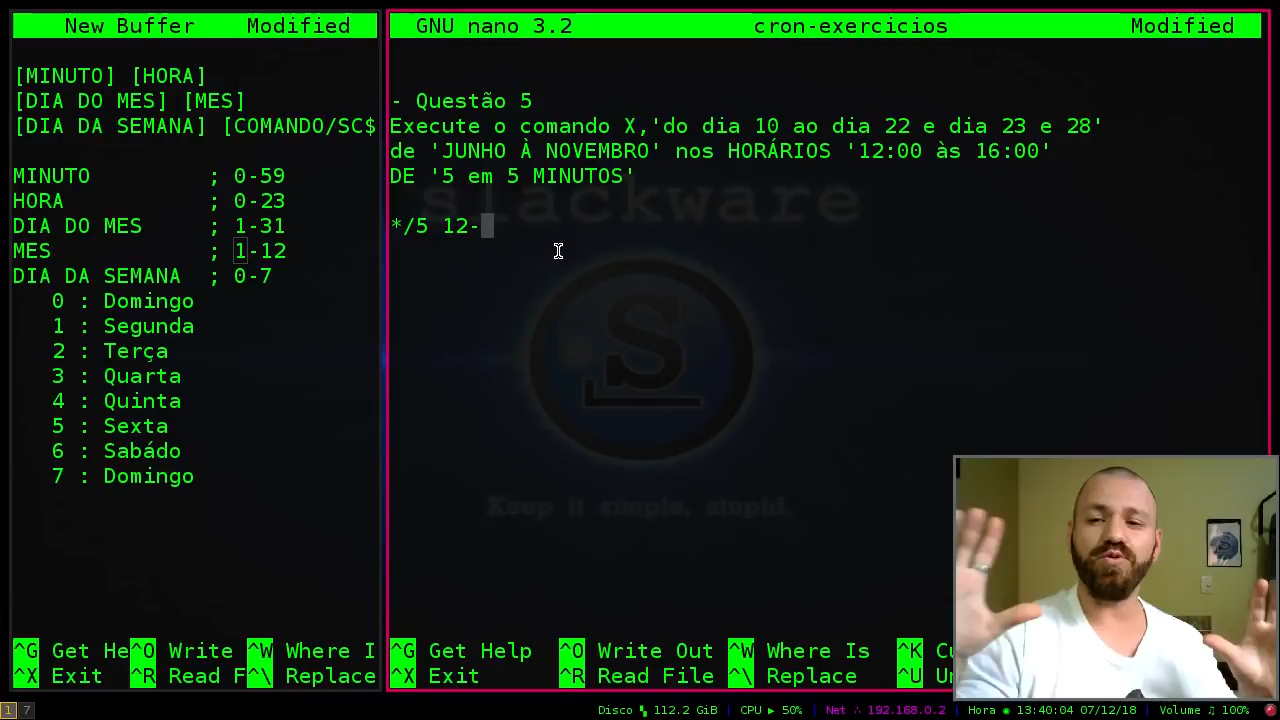 New Buffer Modified
[MINUTO] [HORA]
[DIA DO MES] [MES]
[DIA DA SEMANA] [COMANDO/SC$
MINUTO ; 0-59
HORA ; 0-23
DIA DO MES ; 1-31
MES ; 1-12
DIA DA SEMANA ; 0-7
0 : Domingo
1 : Segunda
2 : Terça
3 : Quarta
4 : Quinta
5 : Sexta
6 : Sabádo
7 : Domingo
^G Get He^O Write ^W Where I
^X Exit ^R Read F^\ Replace
GNU nano 3.2 cron-exercicios Modified
- Questão 5
Execute o comando X,'do dia 10 ao dia 22 e dia 23 e 28'
de 'JUNHO À NOVEMBRO' nos HORÁRIOS '12:00 às 16:00'
DE '5 em 5 MINUTOS'
slackware
*/5 12-
S
Keep it simple, stupid.
^G Get Help ^O Write Out ^W Where Is ^K Cu
^X Exit ^R Read File ^\ Replace ^U Un
1 7 Disco 112.2 GiB | CPU ▶ 50% | Net ∴ 192.168.0.2 | Hora ◉ 13:40:04 07/12/18 | Volume ♫ 100%